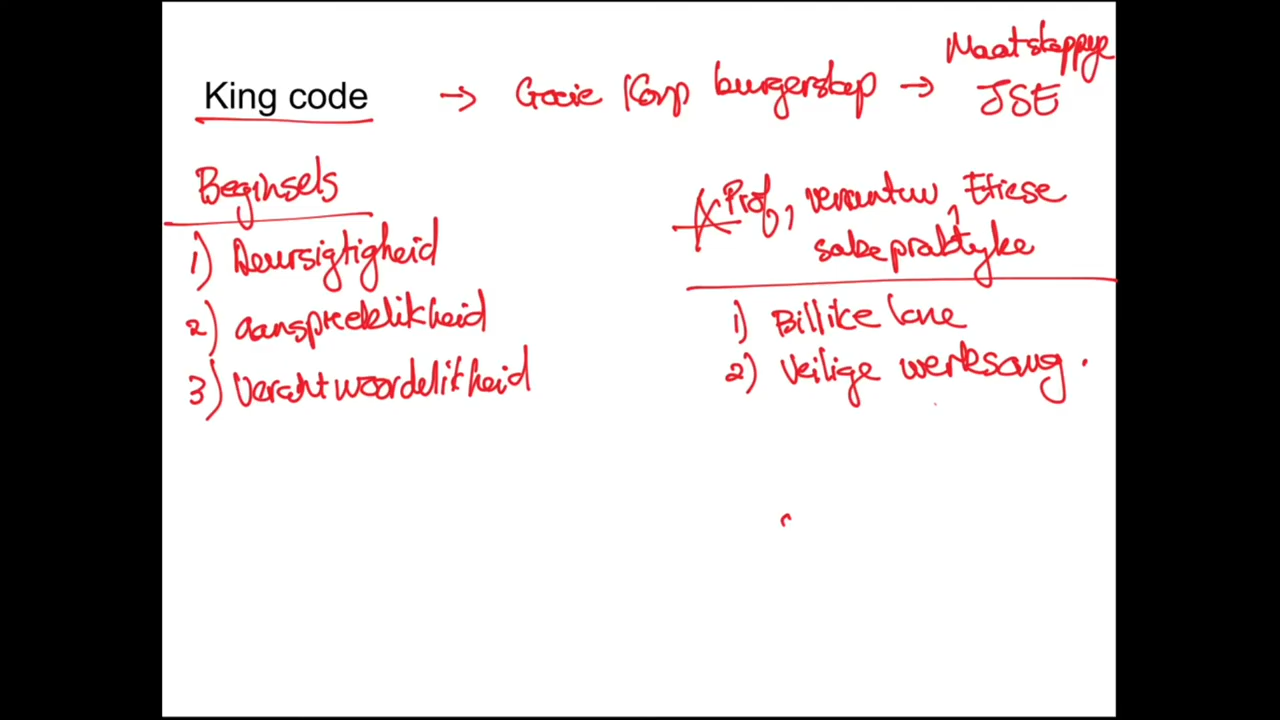 King code → Gooie Korp burgerskap → Maatskappye JSE
Beginsels
1) Deursigtigheid
2) aanspreeklikheid
3) Verantwoordelikheid
Prof, verantw, Etiese
sakepraktyke
1) Billike lone
2) Veilige werksomg.